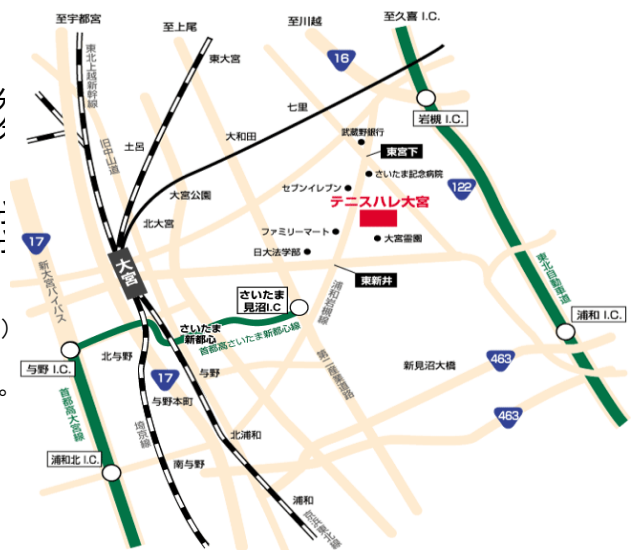 至宇都宮
至上尾
至川越
至久喜 I.C.
東北上越新幹線
東大宮
16
七里
岩槻 I.C.
武蔵野銀行
大和田
東宮下
土呂
旧中山道
さいたま記念病院
セブンイレブン
122
大宮公園
テニスハレ大宮
北大宮
17
新大宮バイパス
ファミリーマート
大宮霊園
日大法学部
大宮
東新井
東北自動車道
さいたま
見沼I.C
浦和岩槻線
浦和 I.C.
さいたま
新都心
首都高さいたま新都心線
）
北与野
与野
第二産業道路
新見沼大橋
463
与野 I.C.
17
。
与野本町
首都高大宮線
463
埼京線
北浦和
浦和北 I.C.
南与野
浦和
京浜東北線